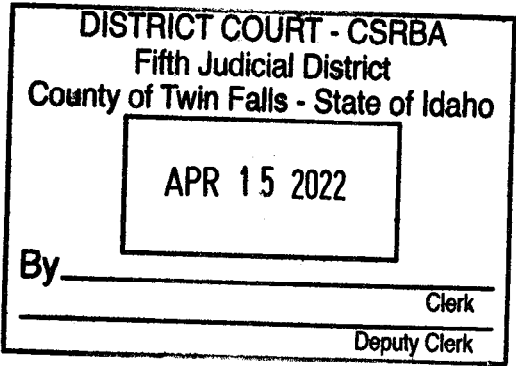 DISTRICT COURT - CSRBA
Fifth Judicial District
County of Twin Falls - State of Idaho
APR 15 2022
By
Clerk
Deputy Clerk